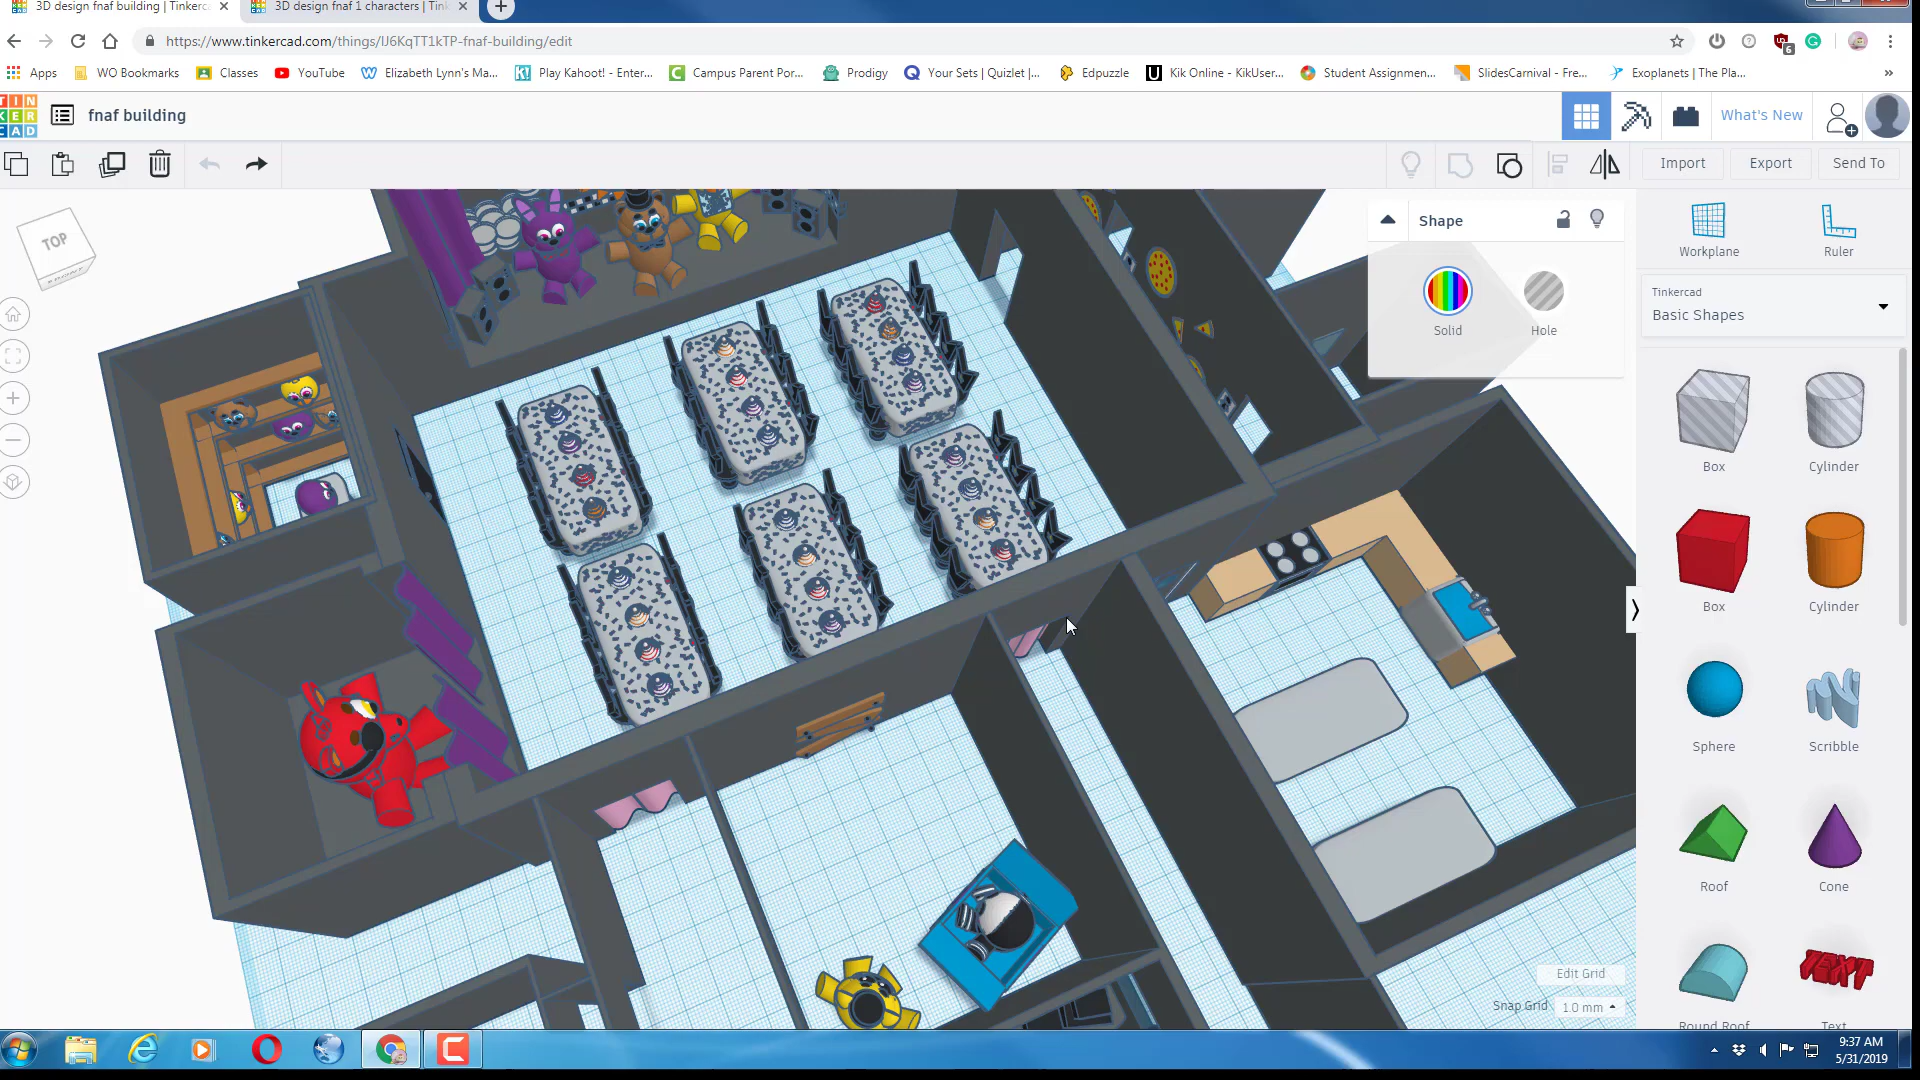 3D design fnaf building | Tinkerc
3D design fnaf 1 characters | Tink
https://www.tinkercad.com/things/lJ6KqTT1kTP-fnaf-building/edit
Apps
WO Bookmarks
Classes
YouTube
Elizabeth Lynn's Ma...
Play Kahoot! - Enter...
Campus Parent Por...
Prodigy
Your Sets | Quizlet |...
Edpuzzle
Kik Online - KikUser...
Student Assignmen...
SlidesCarnival - Fre...
Exoplanets | The Pla...
»
6
TIN
KER
CAD
fnaf building
What's New
Import
Export
Send To
TOP
FRONT
Shape
Solid
Hole
Workplane
Ruler
Tinkercad
Basic Shapes
Box
Cylinder
Box
Cylinder
Sphere
Scribble
Roof
Cone
TEXT
Round Roof
Text
Edit Grid
Snap Grid
1.0 mm
9:37 AM
5/31/2019